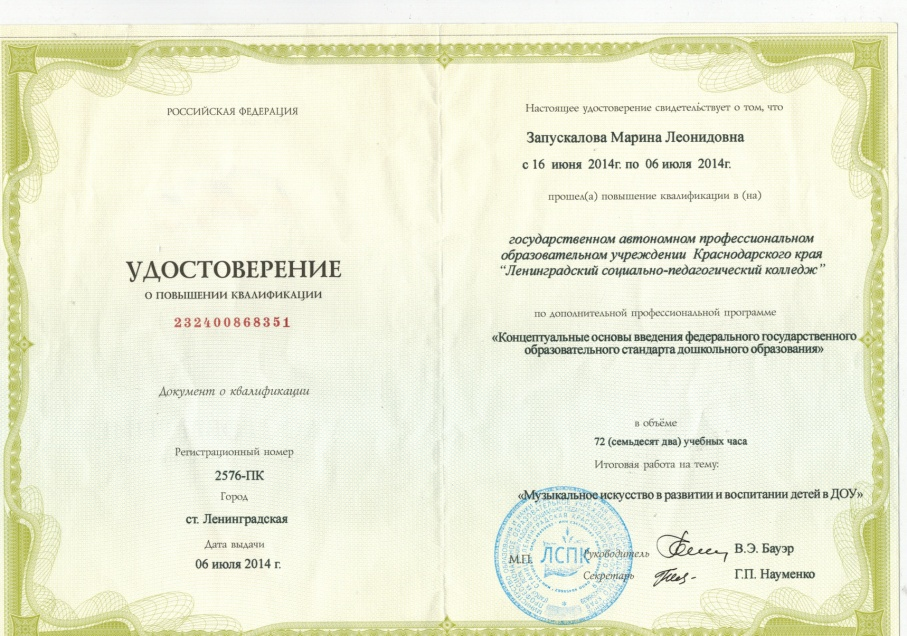 РОССИЙСКАЯ ФЕДЕРАЦИЯ
УДОСТОВЕРЕНИЕ
О ПОВЫШЕНИИ КВАЛИФИКАЦИИ
232400868351
Документ о квалификации
Регистрационный номер
2576-ПК
Город
ст. Ленинградская
Дата выдачи
06 июля 2014 г.
Настоящее удостоверение свидетельствует о том, что
Запускалова Марина Леонидовна
с 16 июня 2014г. по 06 июля 2014г.
прошел(а) повышение квалификации в (на)
государственном автономном профессиональном
образовательном учреждении Краснодарского края
“Ленинградский социально-педагогический колледж”
по дополнительной профессиональной программе
«Концептуальные основы введения федерального государственного
образовательного стандарта дошкольного образования»
в объёме
72 (семьдесят два) учебных часа
Итоговая работа на тему:
«Музыкальное искусство в развитии и воспитании детей в ДОУ»
М.П. ЛСПК Руководитель В.Э. Бауэр
Секретарь Г.П. Науменко